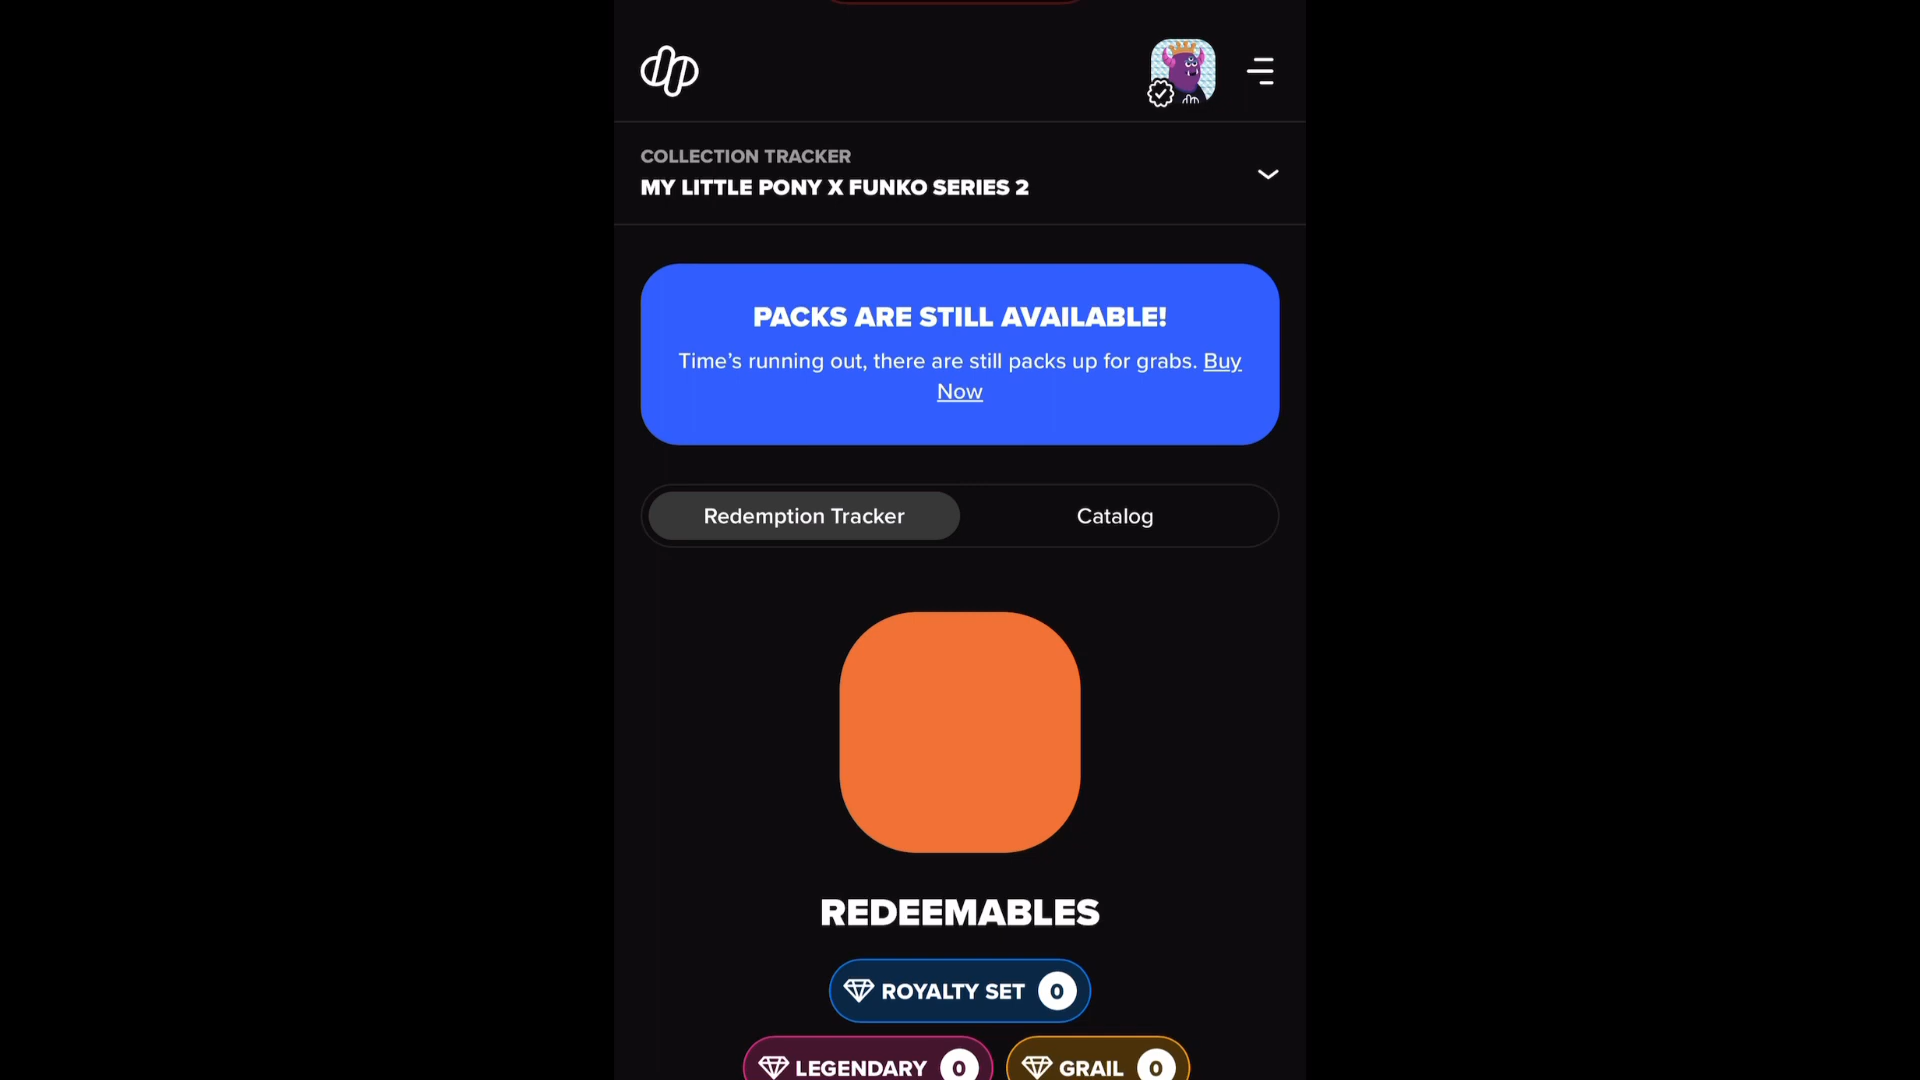 COLLECTION TRACKER
MY LITTLE PONY X FUNKO SERIES 2
PACKS ARE STILL AVAILABLE!
Time's running out, there are still packs up for grabs. Buy
Now
Redemption Tracker Catalog
REDEEMABLES
ROYALTY SET 0
LEGENDARY 0 GRAIL 0